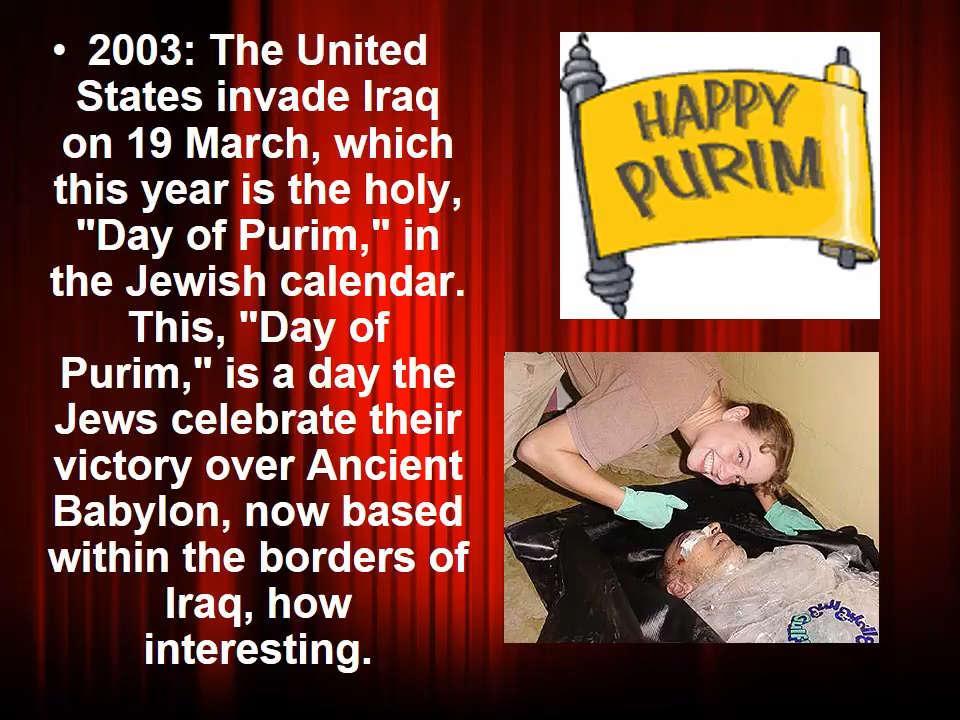 • 2003: The United
States invade Iraq
on 19 March, which
this year is the holy,
"Day of Purim," in
the Jewish calendar.
This, "Day of
Purim," is a day the
Jews celebrate their
victory over Ancient
Babylon, now based
within the borders of
Iraq, how
interesting.
HAPPY
PURIM